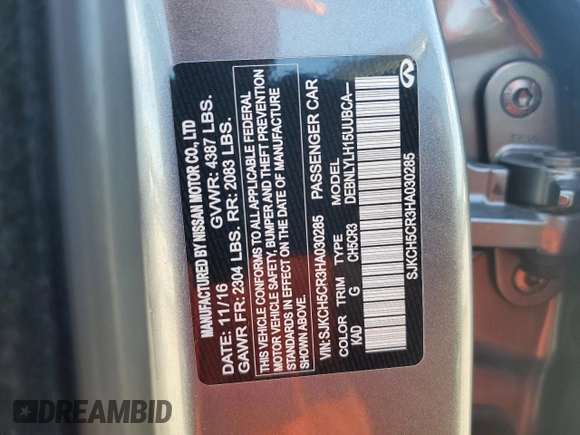 MANUFACTURED BY NISSAN MOTOR CO., LTD
DATE: 11/16 GVWR: 4387 LBS.
GAWR FR: 2304 LBS. RR: 2083 LBS.
THIS VEHICLE CONFORMS TO ALL APPLICABLE FEDERAL
MOTOR VEHICLE SAFETY, BUMPER AND THEFT PREVENTION
STANDARDS IN EFFECT ON THE DATE OF MANUFACTURE
SHOWN ABOVE.
VIN: SJKCH5CR3HA030285 PASSENGER CAR
COLOR TRIM TYPE MODEL
KAD G CH5CR3 DEBNLYLH15UUBCA—
SJKCH5CR3HA030285
DREAMBID